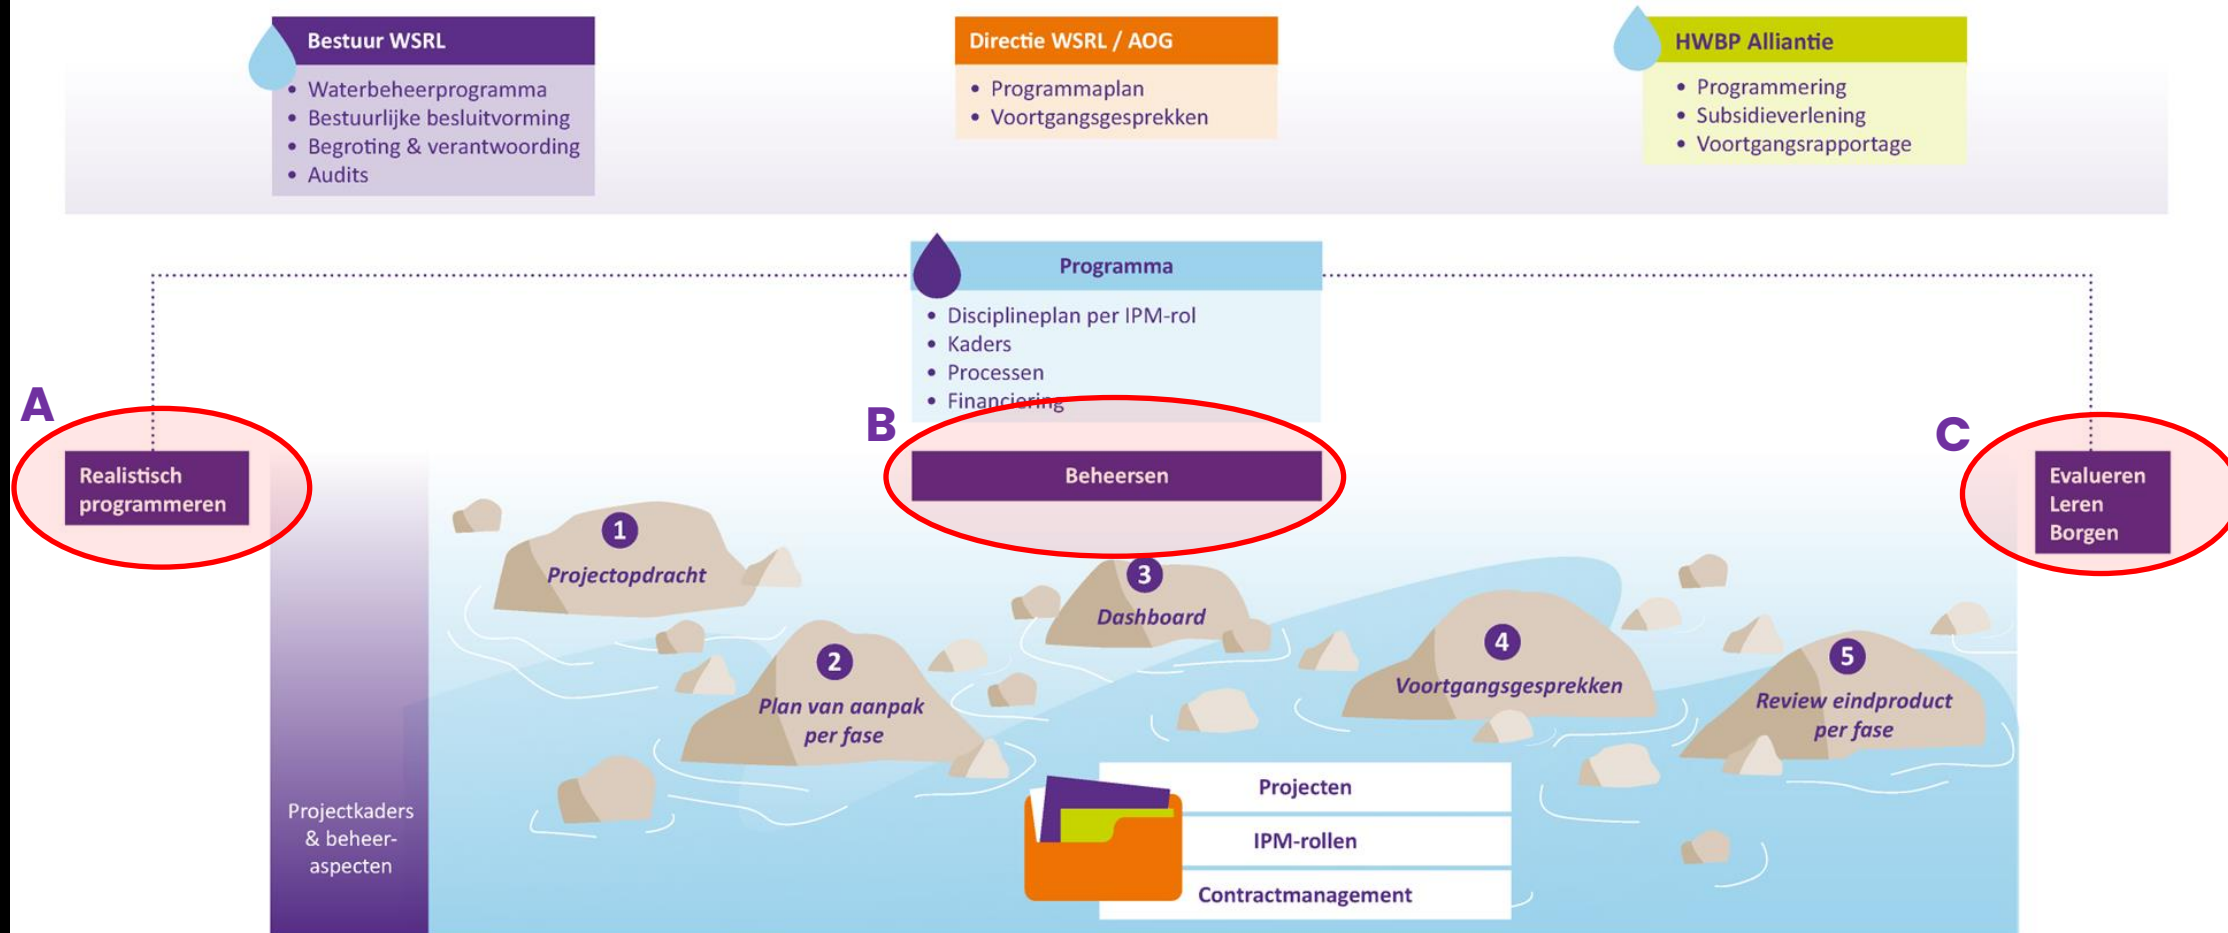 Bestuur WSRL
• Waterbeheerprogramma
• Bestuurlijke besluitvorming
• Begroting & verantwoording
• Audits
Directie WSRL / AOG
• Programmaplan
• Voortgangsgesprekken
HWBP Alliantie
• Programmering
• Subsidieverlening
• Voortgangsrapportage
Programma
• Disciplineplan per IPM-rol
• Kaders
• Processen
• Financiering
A
Realistisch
programmeren
B
Beheersen
C
Evalueren
Leren
Borgen
1
Projectopdracht
2
Plan van aanpak
per fase
3
Dashboard
4
Voortgangsgesprekken
5
Review eindproduct
per fase
Projectkaders
& beheer-
aspecten
Projecten
IPM-rollen
Contractmanagement